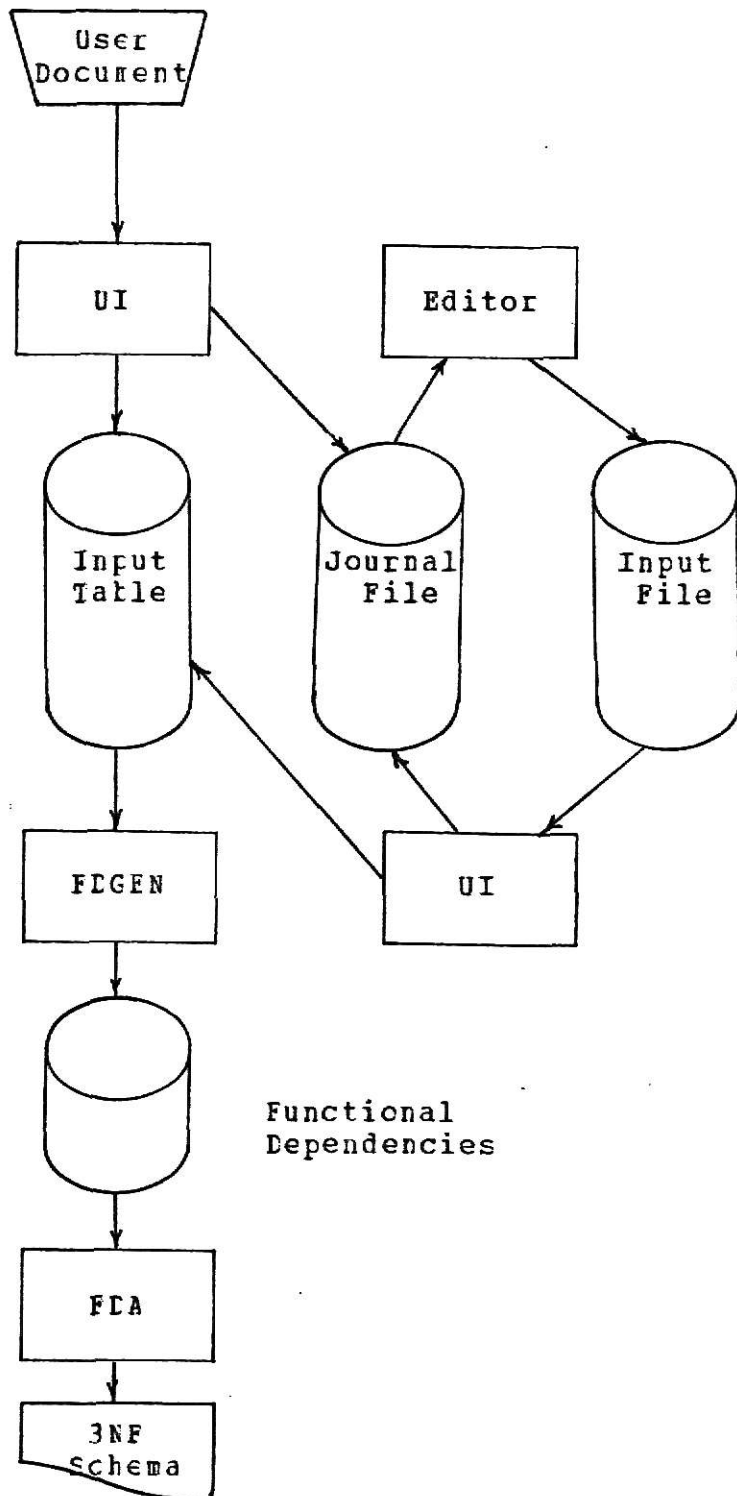 User
Document
UI
Editor
Input
Table
Journal
File
Input
File
FDGEN
UI
Functional
Dependencies
FDA
3NF
Schema